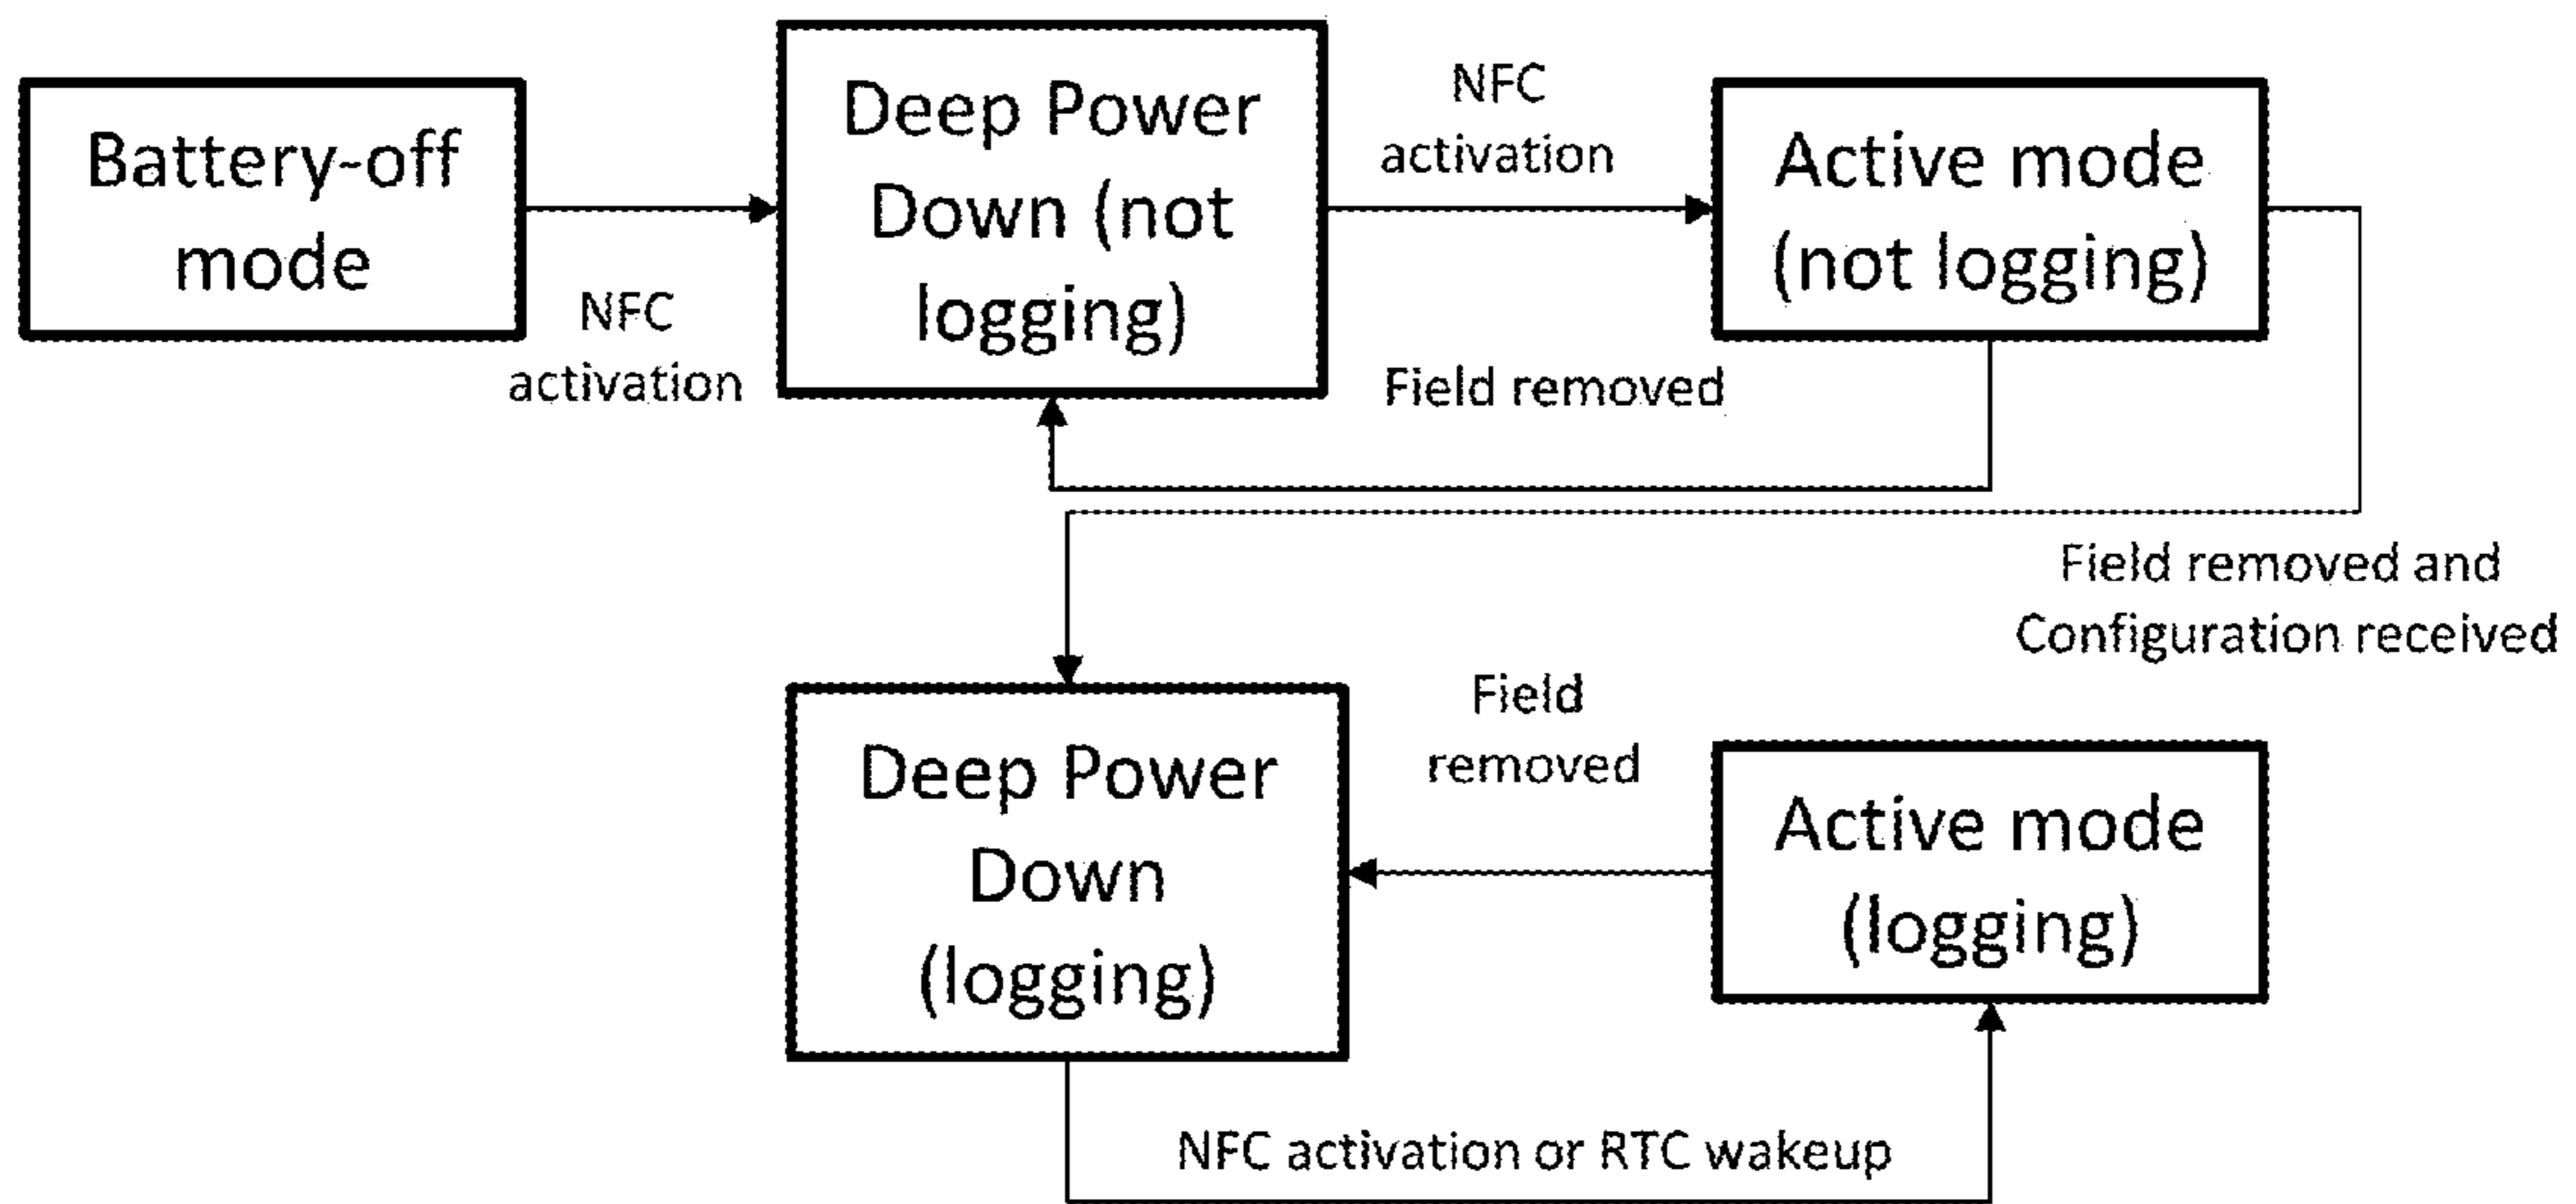 Battery-off
mode
NFC
activation
Deep Power
Down (not
logging)
NFC
activation
Active mode
(not logging)
Field removed
Field removed and
Configuration received
Deep Power
Down
(logging)
Field
removed
Active mode
(logging)
NFC activation or RTC wakeup